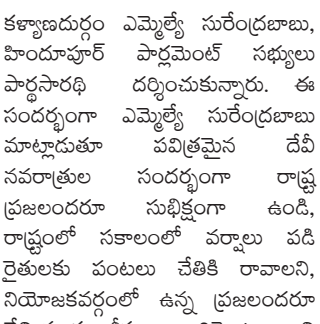 కళ్యాణదుర్గం ఎమ్మెల్యే సురేంద్రబాబు,
హిందూపూర్ పార్లమెంట్ సభ్యులు
పార్థసారథి దర్శించుకున్నారు. ఈ
సందర్భంగా ఎమ్మెల్యే సురేంద్రబాబు
మాట్లాడుతూ పవిత్రమైన దేవీ
నవరాత్రుల సందర్భంగా రాష్ట్ర
ప్రజలందరూ సుభిక్షంగా ఉండి,
రాష్ట్రంలో సకాలంలో వర్షాలు పడి
రైతులకు పంటలు చేతికి రావాలని,
నియోజకవర్గంలో ఉన్న ప్రజలందరూ